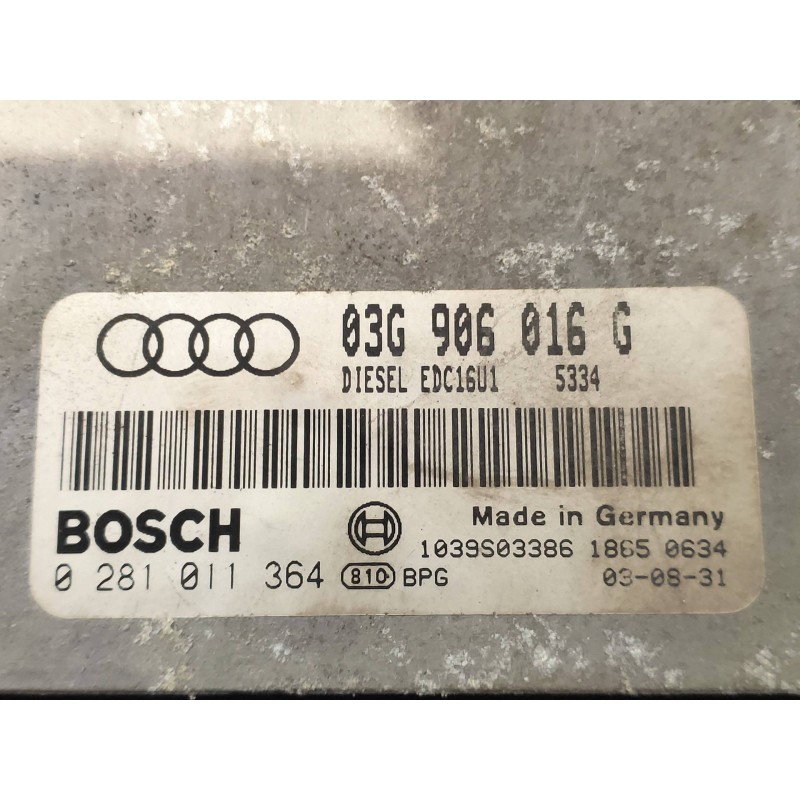 03G 906 016 G
DIESEL EDC16U1 5334
BOSCH
Made in Germany
1039S03386 1865 0634
0 281 011 364 810 BPG 03-08-31